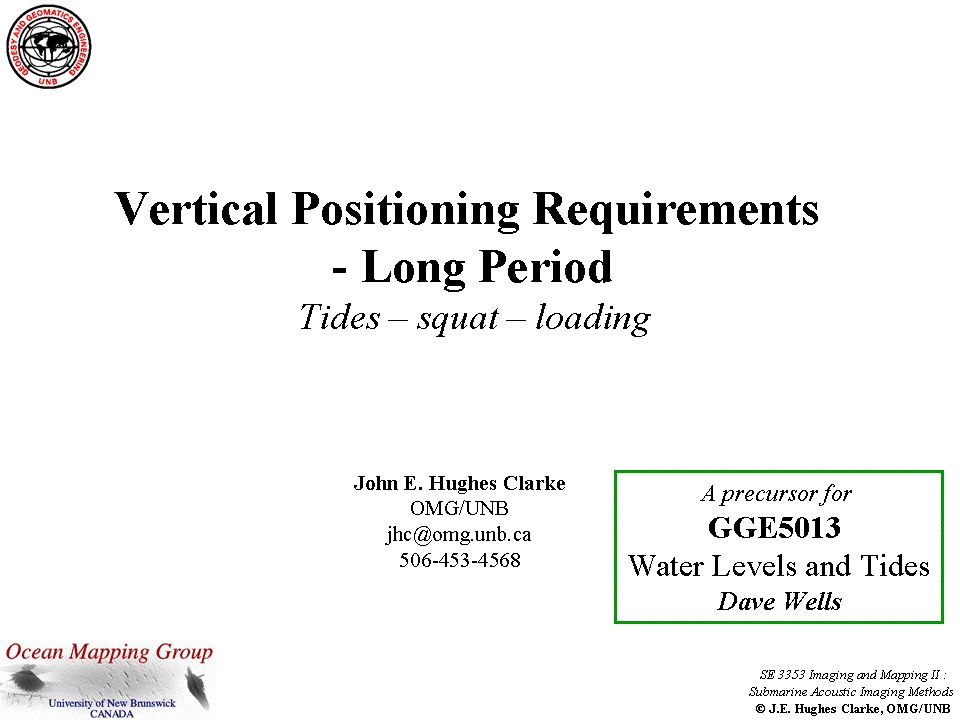 GEODESY AND GEOMATICS ENGINEERING
UNB
Vertical Positioning Requirements
- Long Period
Tides – squat – loading
John E. Hughes Clarke
OMG/UNB
jhc@omg.unb.ca
506-453-4568
A precursor for
GGE5013
Water Levels and Tides
Dave Wells
Ocean Mapping Group
University of New Brunswick
CANADA
SE 3353 Imaging and Mapping II :
Submarine Acoustic Imaging Methods
© J.E. Hughes Clarke, OMG/UNB